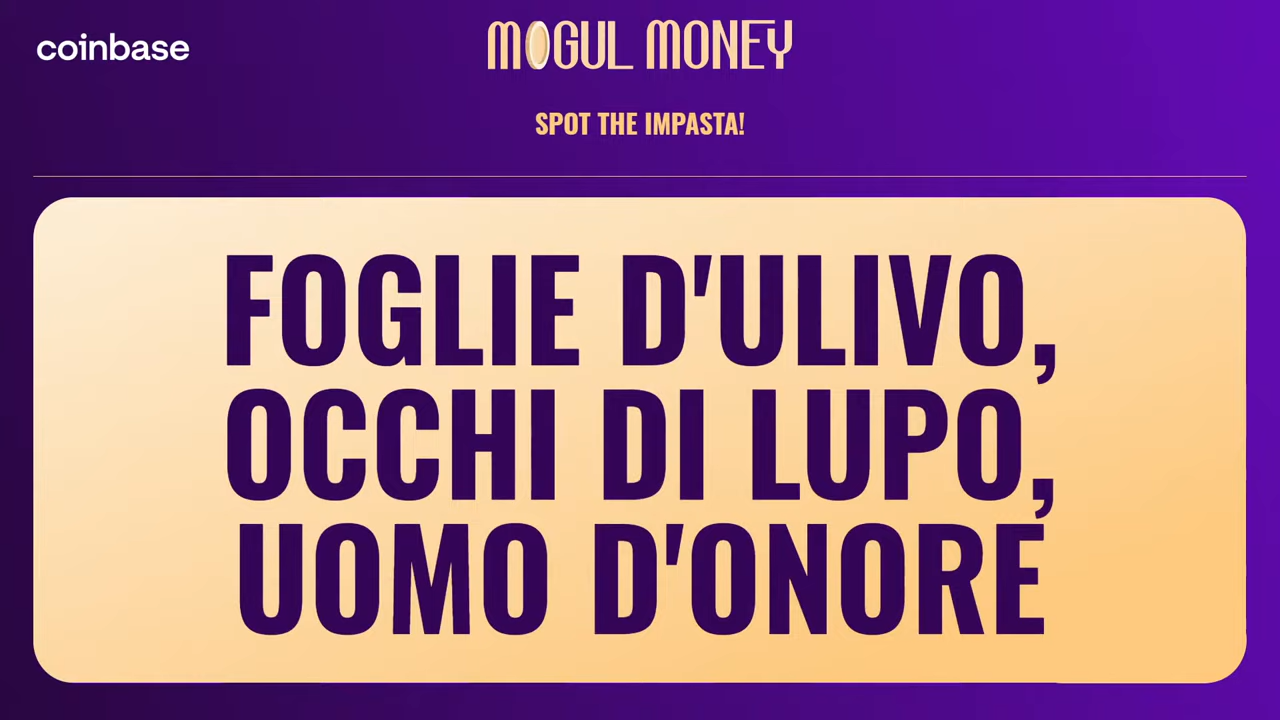 coinbase
MOGUL MONEY
SPOT THE IMPASTA!
FOGLIE D'ULIVO,
OCCHI DI LUPO,
UOMO D'ONORE